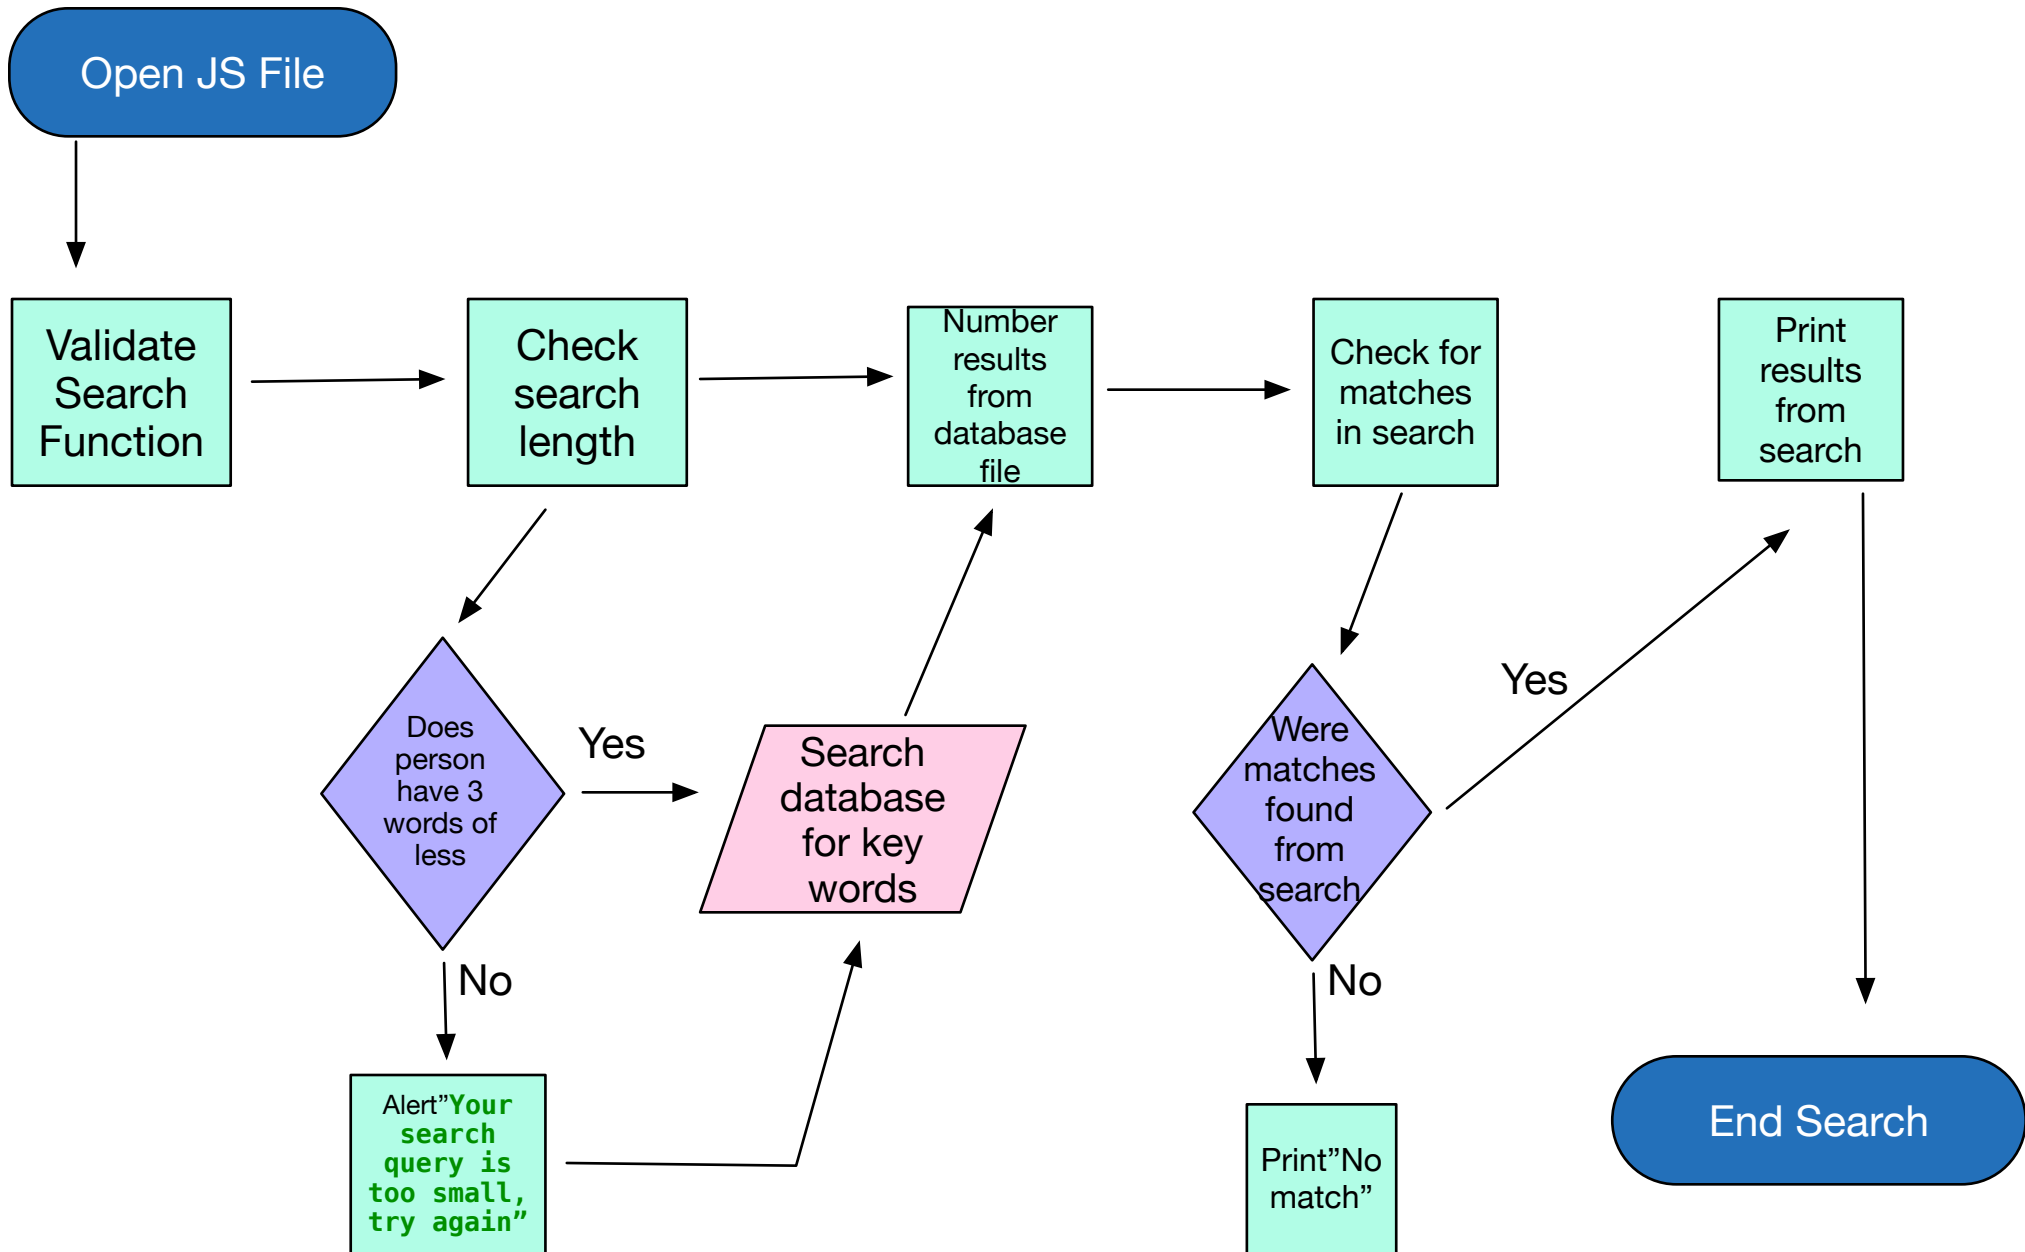 Open JS File
Validate
Search
Function
Check
search
length
Number
results
from
database
file
Check for
matches
in search
Print
results
from
search
Does
person
have 3
words of
less
Yes
Search
database
for key
words
Were
matches
found
from
search
Yes
No
No
Alert”Your
search
query is
too small,
try again”
Print”No
match”
End Search